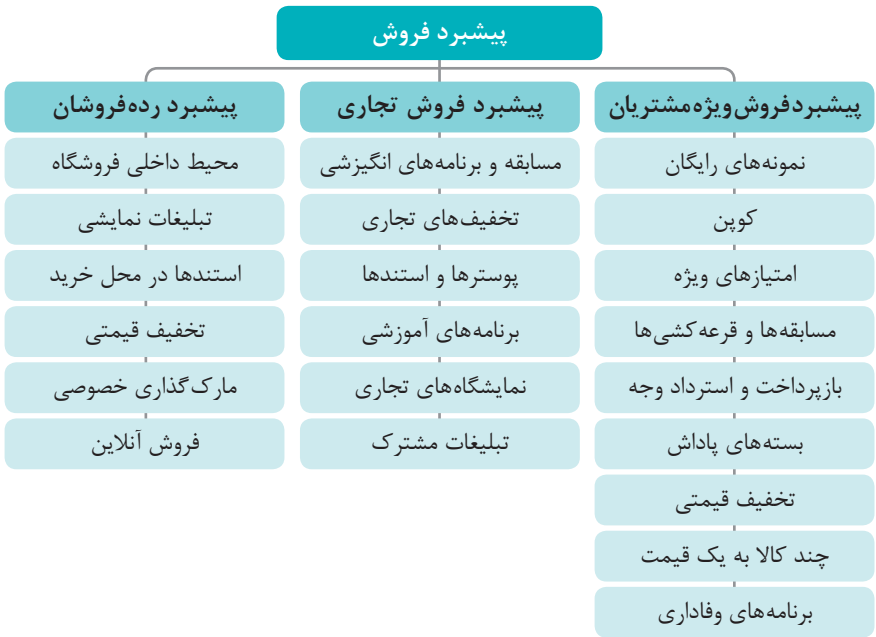 پیشبرد فروش
پیشبردفروش‌ویژه‌مشتریان
نمونه‌های رایگان
کوپن
امتیازهای ویژه
مسابقه‌ها و قرعه‌کشی‌ها
بازپرداخت و استرداد وجه
بسته‌های پاداش
تخفیف قیمتی
چند کالا به یک قیمت
برنامه‌های وفاداری
پیشبرد فروش تجاری
مسابقه و برنامه‌های انگیزشی
تخفیف‌های تجاری
پوسترها و استندها
برنامه‌های آموزشی
نمایشگاه‌های تجاری
تبلیغات مشترک
پیشبرد رده‌فروشان
محیط داخلی فروشگاه
تبلیغات نمایشی
استندها در محل خرید
تخفیف قیمتی
مارک‌گذاری خصوصی
فروش آنلاین